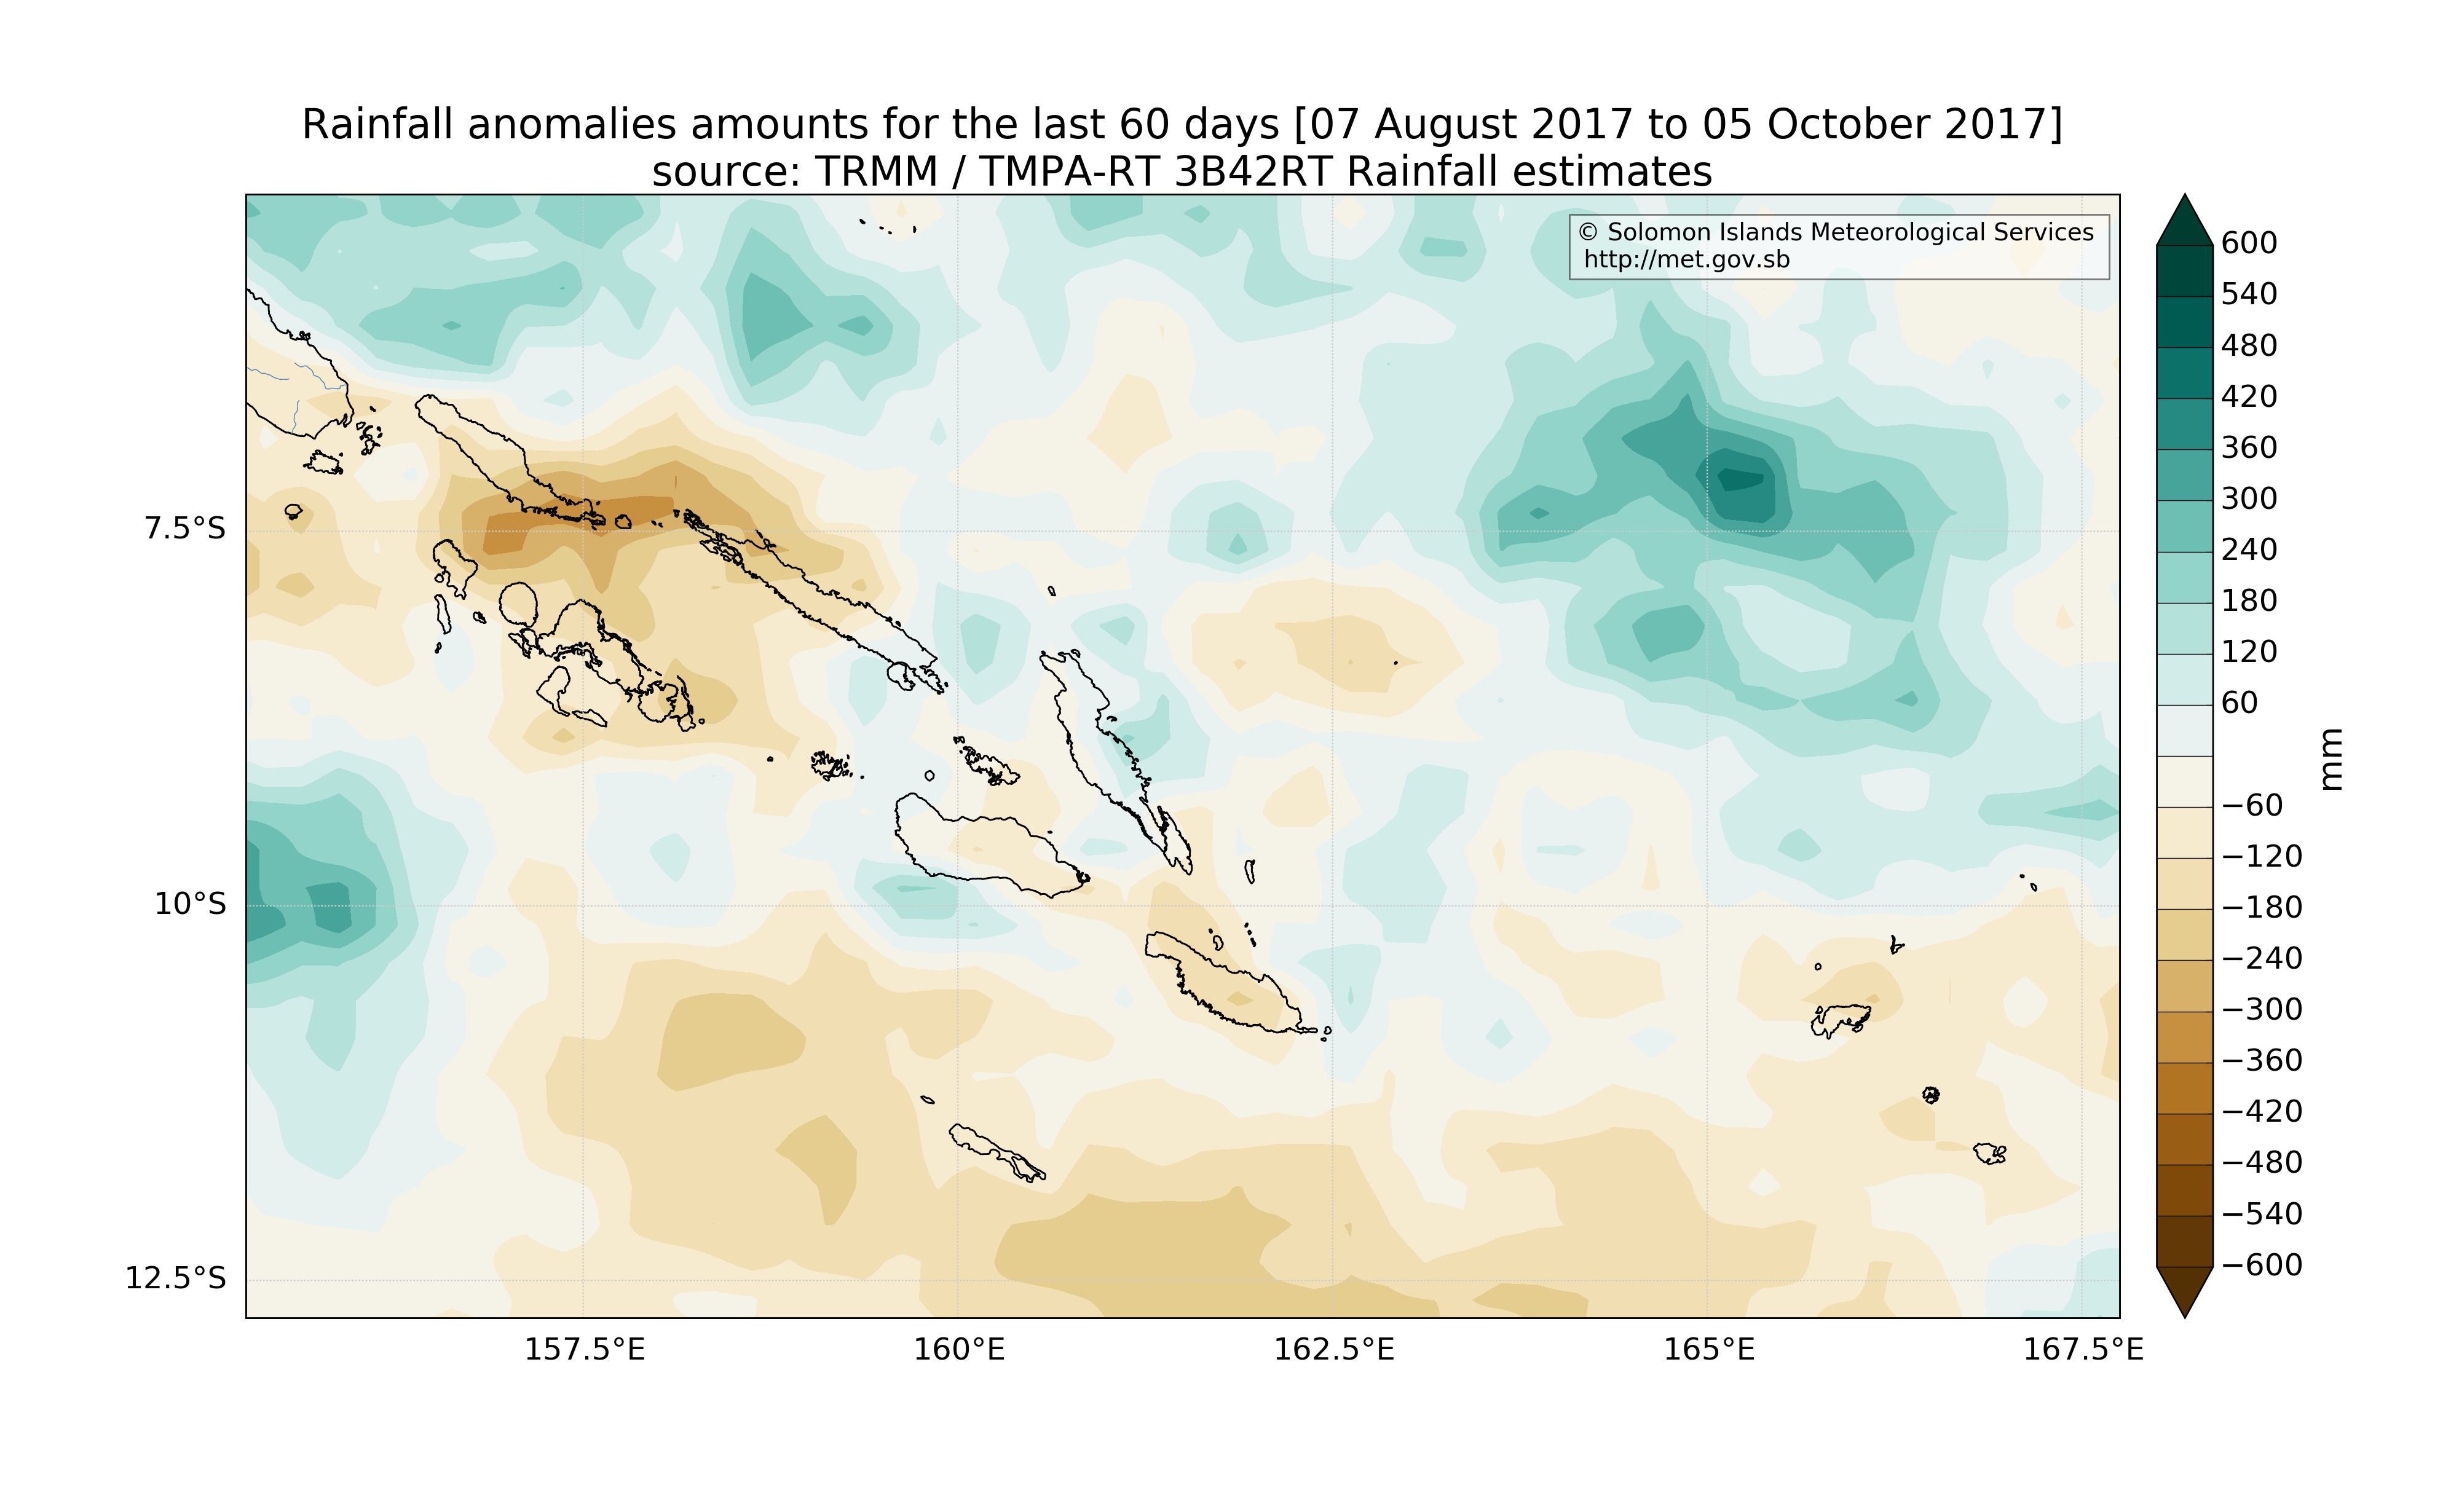 Rainfall anomalies amounts for the last 60 days [07 August 2017 to 05 October 2017]
source: TRMM / TMPA-RT 3B42RT Rainfall estimates
© Solomon Islands Meteorological Services
http://met.gov.sb
7.5°S
10°S
12.5°S
157.5°E
160°E
162.5°E
165°E
167.5°E
600
540
480
420
360
300
240
180
120
60
−60
−120
−180
−240
−300
−360
−420
−480
−540
−600
mm